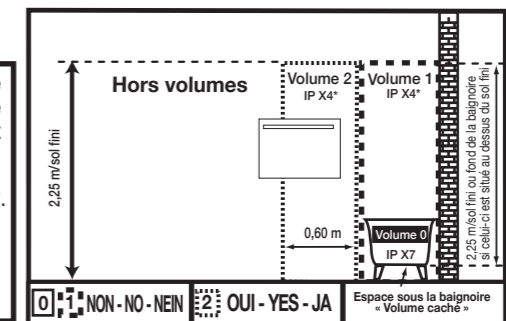 Hors volumes
Volume 2
IP X4*
Volume 1
IP X4*
2,25 m/sol fini
0,60 m
Volume 0
IP X7
2,25 m/sol fini ou fond de la baignoire
si celui-ci est situé au dessus du sol fini
0 1 NON - NO - NEIN
2 OUI - YES - JA
Espace sous la baignoire
« Volume caché »